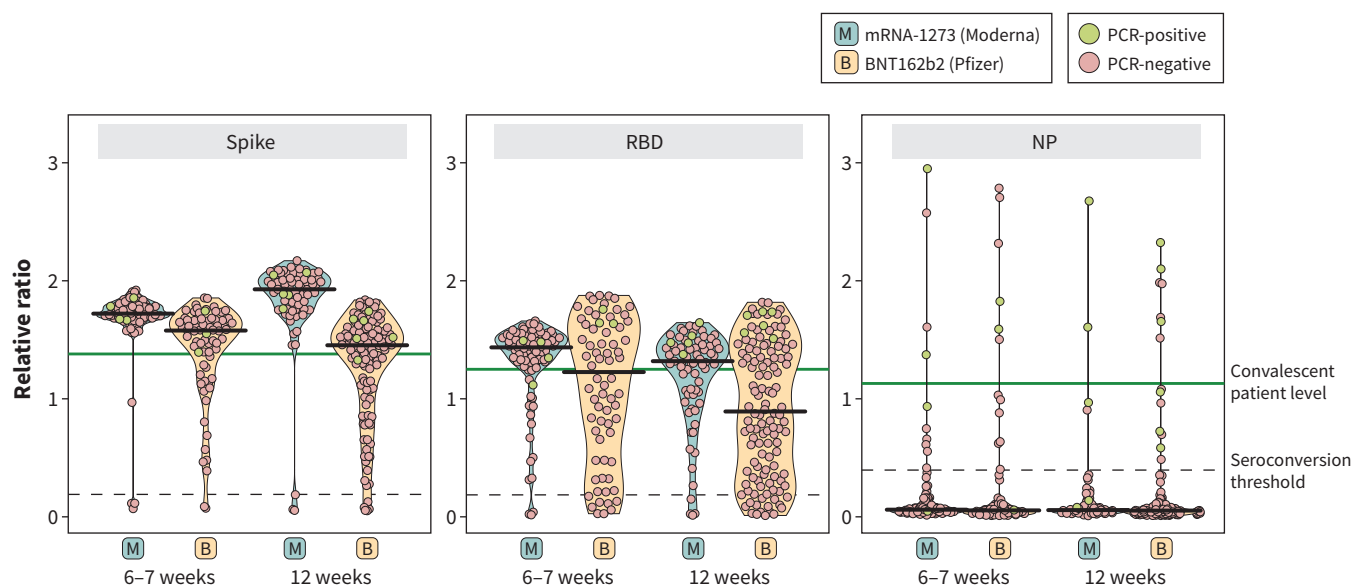 M mRNA-1273 (Moderna)
B BNT162b2 (Pfizer)
PCR-positive
PCR-negative
Relative ratio
Spike
3
2
1
0
M B M B
6–7 weeks 12 weeks
RBD
3
2
1
0
M B M B
6–7 weeks 12 weeks
NP
3
2
1
0
M B M B
6–7 weeks 12 weeks
Convalescent
patient level
Seroconversion
threshold